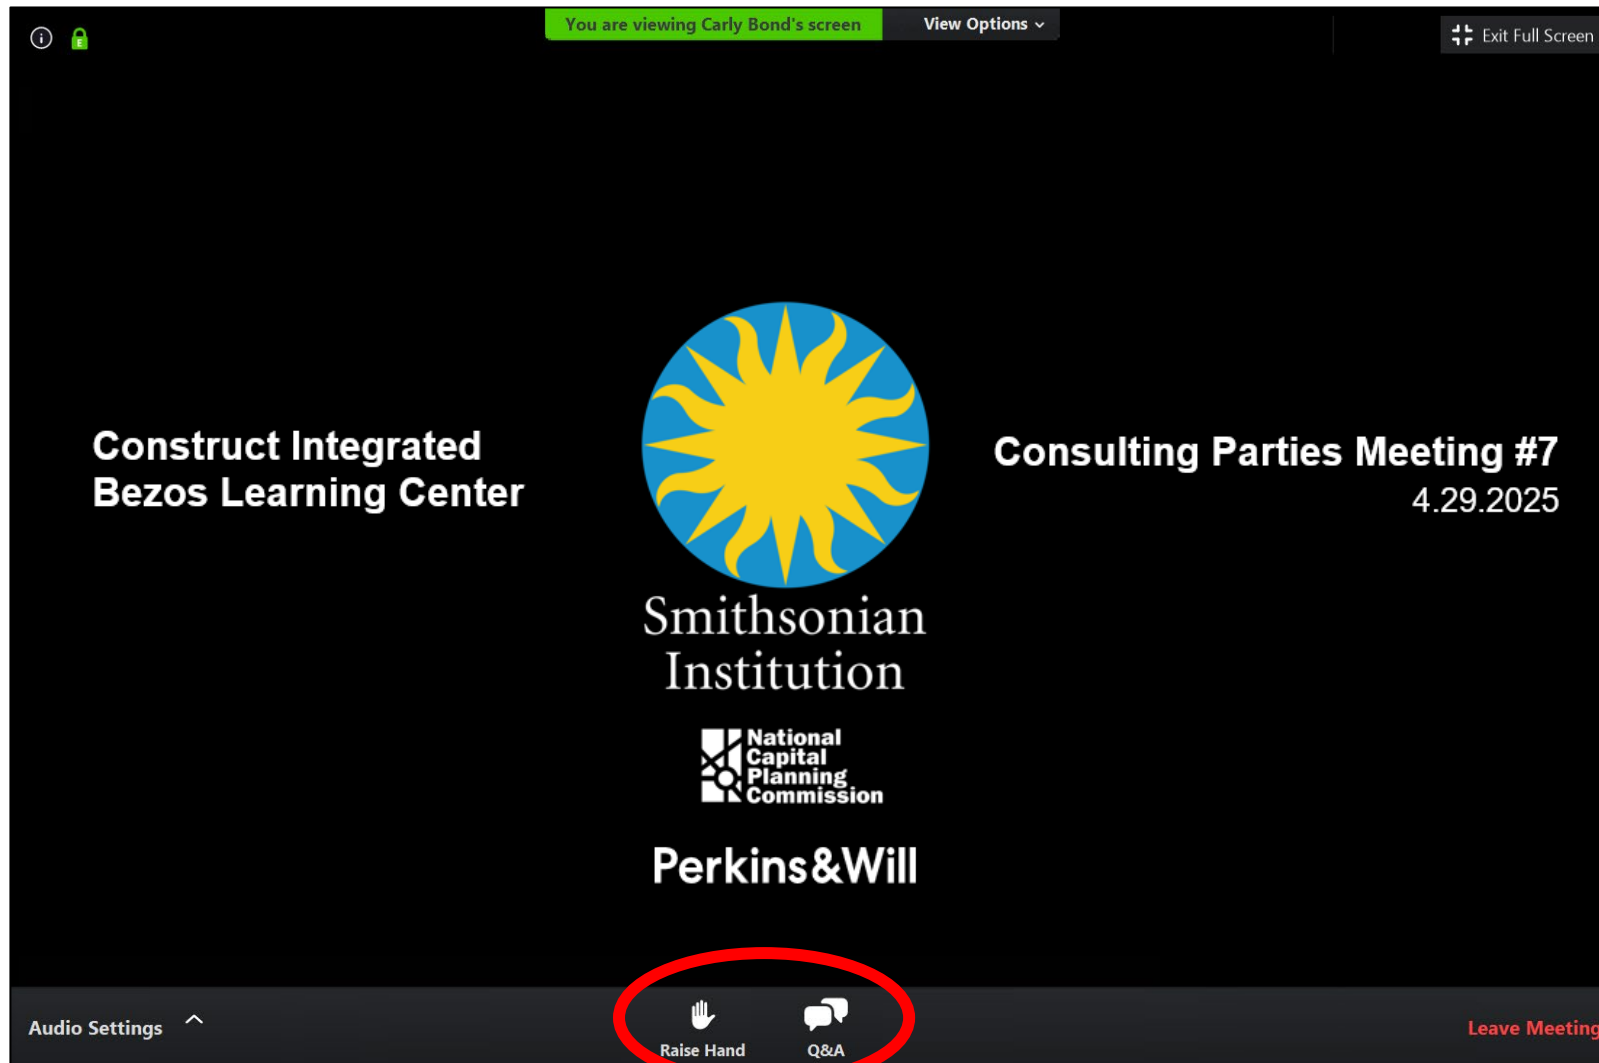 You are viewing Carly Bond's screen
View Options
Exit Full Screen
Construct Integrated
Bezos Learning Center
Smithsonian
Institution
National
Capital
Planning
Commission
Perkins&Will
Consulting Parties Meeting #7
4.29.2025
Audio Settings
Raise Hand
Q&A
Leave Meeting